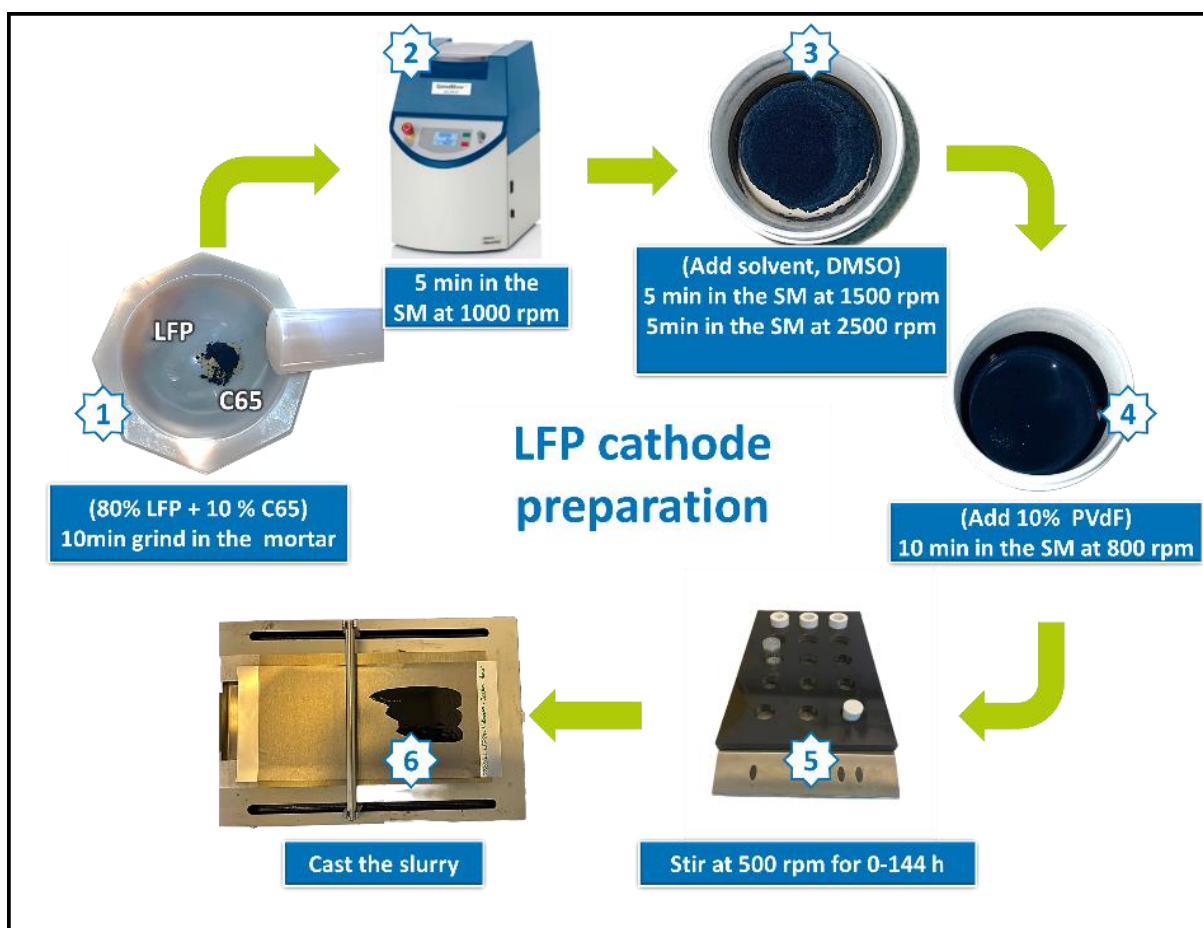 2
3
5 min in the
SM at 1000 rpm
(Add solvent, DMSO)
5 min in the SM at 1500 rpm
5min in the SM at 2500 rpm
LFP
C65
1
(80% LFP + 10 % C65)
10min grind in the mortar
LFP cathode
preparation
4
(Add 10% PVdF)
10 min in the SM at 800 rpm
6
Cast the slurry
5
Stir at 500 rpm for 0-144 h